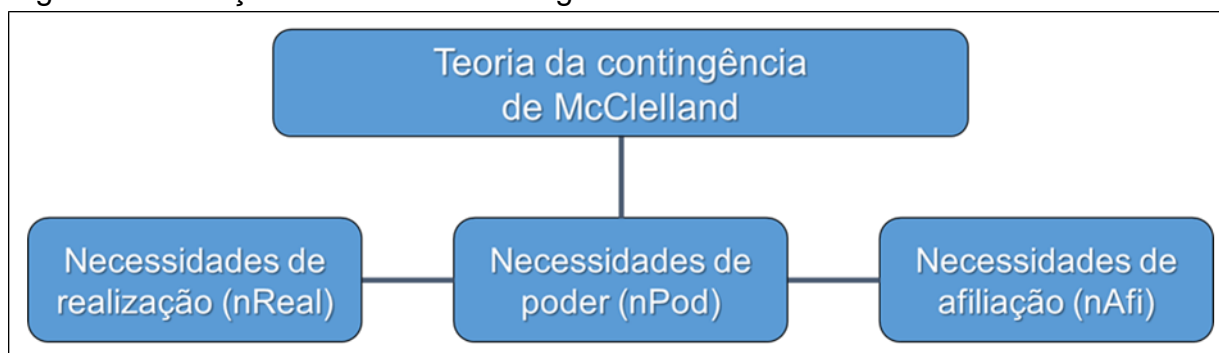 Teoria da contingência
de McClelland
Necessidades de
realização (nReal)
Necessidades de
poder (nPod)
Necessidades de
afiliação (nAfi)